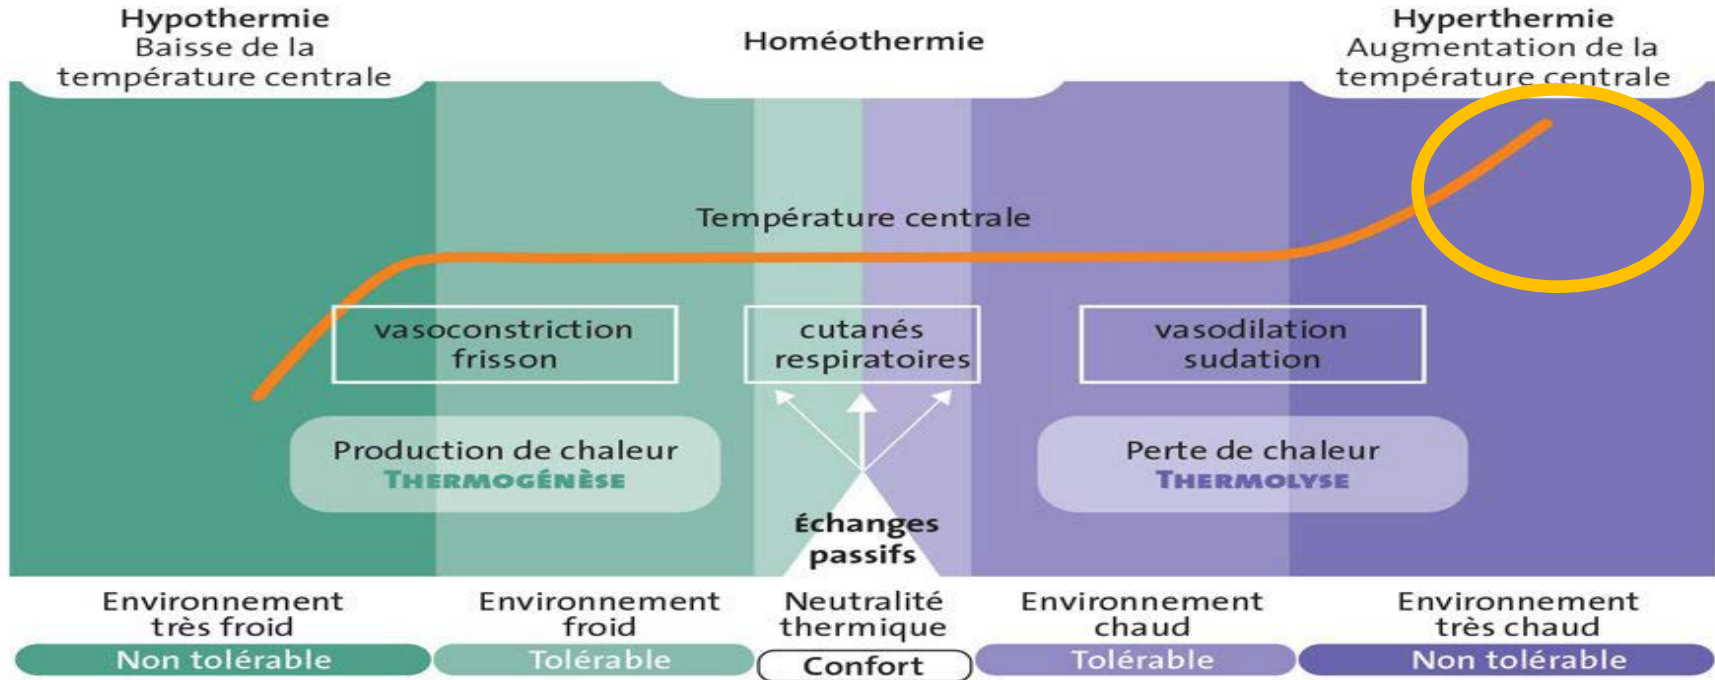 Hypothermie
Baisse de la
température centrale
Homéothermie
Hyperthermie
Augmentation de la
température centrale
Température centrale
vasoconstriction
frisson
cutanés
respiratoires
vasodilation
sudation
Production de chaleur
THERMOGÉNÈSE
Perte de chaleur
THERMOLYSE
Échanges
passifs
Environnement
très froid
Non tolérable
Environnement
froid
Tolérable
Neutralité
thermique
Confort
Environnement
chaud
Tolérable
Environnement
très chaud
Non tolérable